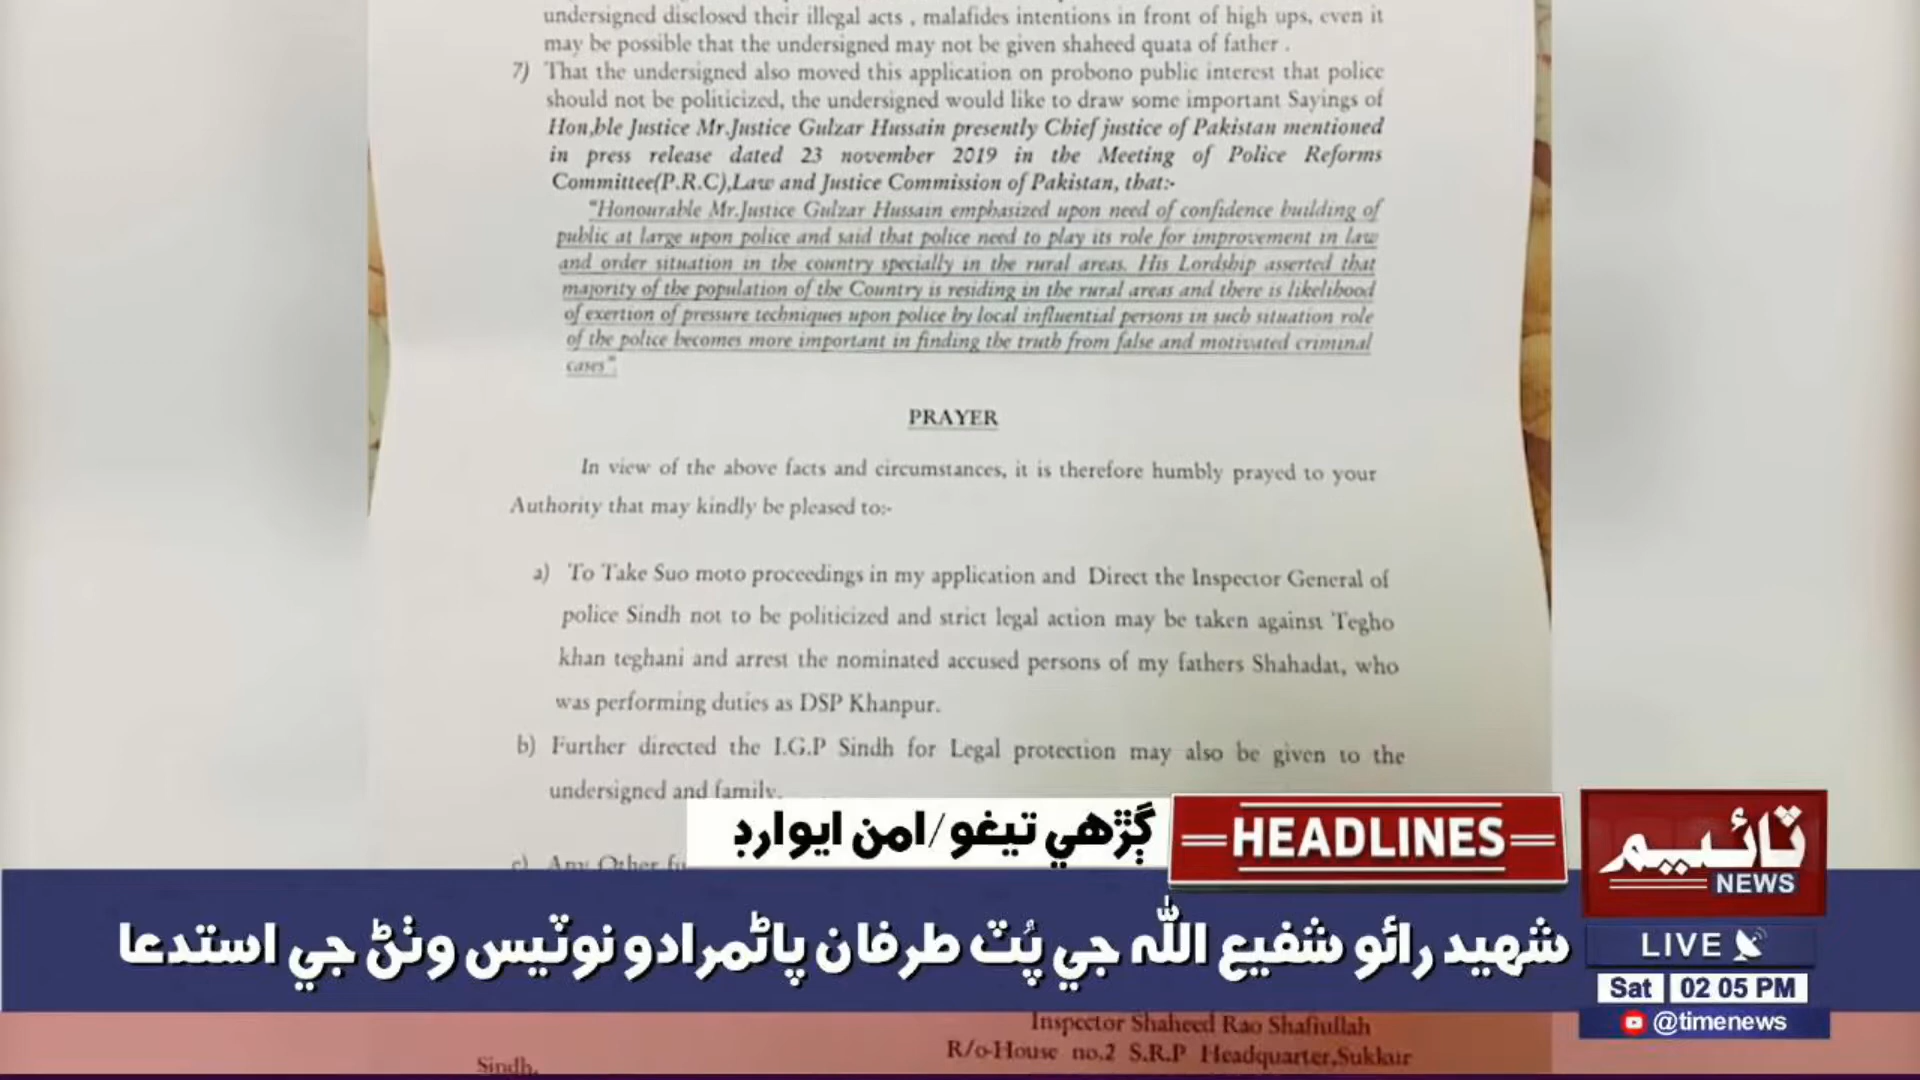 undersigned disclosed their illegal acts , malafides intentions in front of high ups, even it
may be possible that the undersigned may not be given shaheed quata of father .
7) That the undersigned also moved this application on probono public interest that police
should not be politicized, the undersigned would like to draw some important Sayings of
Hon,ble Justice Mr.Justice Gulzar Hussain presently Chief justice of Pakistan mentioned
in press release dated 23 november 2019 in the Meeting of Police Reforms
Committee(P.R.C),Law and Justice Commission of Pakistan, that:-
“Honourable Mr.Justice Gulzar Hussain emphasized upon need of confidence building of
public at large upon police and said that police need to play its role for improvement in law
and order situation in the country specially in the rural areas. His Lordship asserted that
majority of the population of the Country is residing in the rural areas and there is likelihood
of exertion of pressure techniques upon police by local influential persons in such situation role
of the police becomes more important in finding the truth from false and motivated criminal
cases”.
PRAYER
In view of the above facts and circumstances, it is therefore humbly prayed to your
Authority that may kindly be pleased to:-
a) To Take Suo moto proceedings in my application and Direct the Inspector General of
police Sindh not to be politicized and strict legal action may be taken against Tegho
khan teghani and arrest the nominated accused persons of my fathers Shahadat, who
was performing duties as DSP Khanpur.
b) Further directed the I.G.P Sindh for Legal protection may also be given to the
undersigned and family.
c) Any Other
ڳڙهي تيغو/امن ايوارڊ
HEADLINES
ٽائيم
NEWS
شهيد رائو شفيع الله جي پُٽ طرفان پاڻمرادو نوٽيس وٺڻ جي استدعا
LIVE
Sat 02 05 PM
@timenews
Inspector Shaheed Rao Shafiullah
R/o-House no.2 S.R.P Headquarter,Sukkur
Sindh.